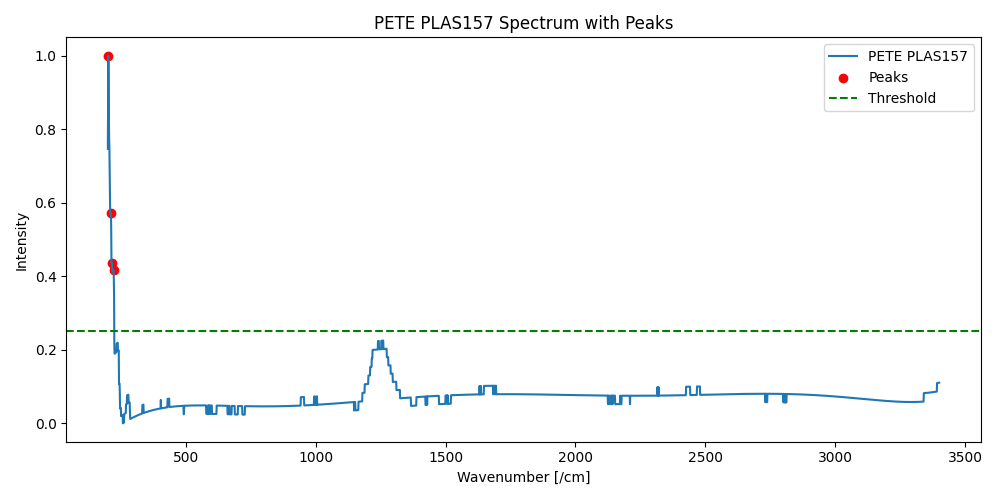 PETE PLAS157 Spectrum with Peaks
PETE PLAS157
Peaks
Threshold
Intensity
1.0
0.8
0.6
0.4
0.2
0.0
500 1000 1500 2000 2500 3000 3500
Wavenumber [/cm]